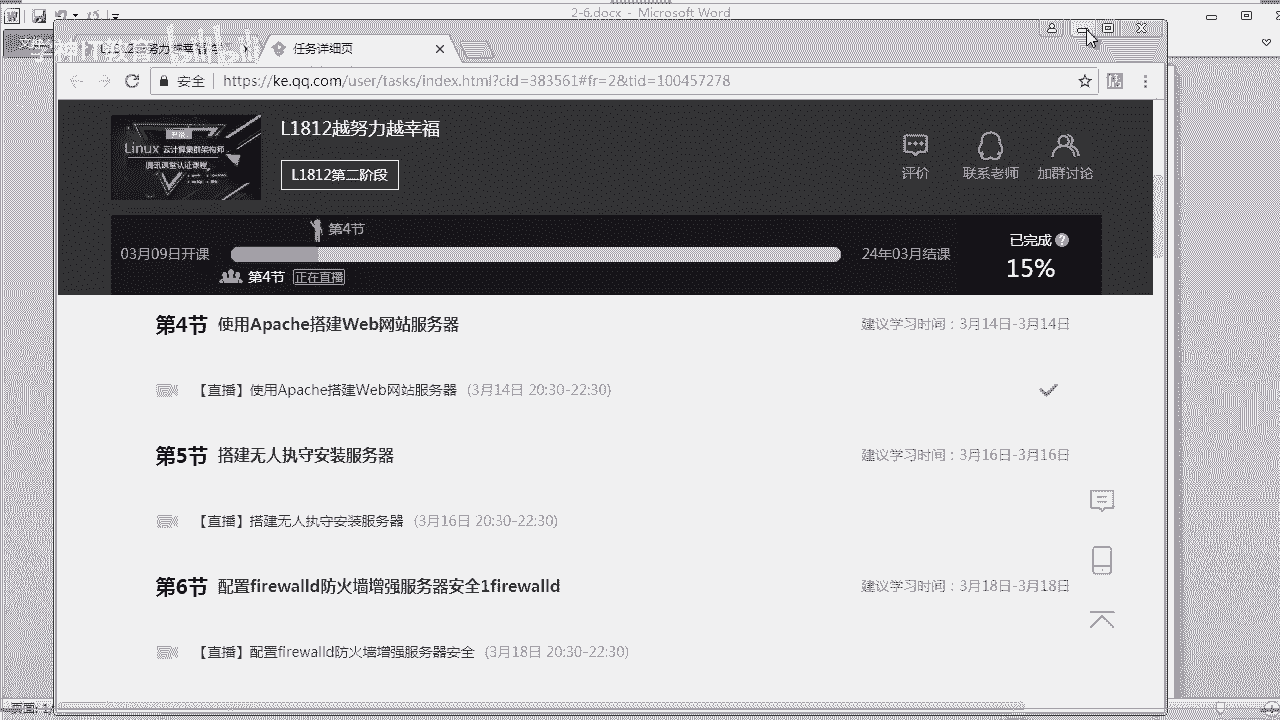 2-6.docx - Microsoft Word
任务详细页
安全
https://ke.qq.com/user/tasks/index.html?cid=383561#fr=2&tid=100457278
Linux 云计算集群架构师
腾讯课堂认证课程
L1812越努力越幸福
L1812第二阶段
评价
联系老师
加群讨论
第4节
03月09日开课
24年03月结课
已完成 ?
15%
第4节 正在直播
第4节 使用Apache搭建Web网站服务器
建议学习时间：3月14日-3月14日
【直播】使用Apache搭建Web网站服务器 (3月14日 20:30-22:30)
第5节 搭建无人执守安装服务器
建议学习时间：3月16日-3月16日
【直播】搭建无人执守安装服务器 (3月16日 20:30-22:30)
第6节 配置firewalld防火墙增强服务器安全1firewalld
建议学习时间：3月18日-3月18日
【直播】配置firewalld防火墙增强服务器安全 (3月18日 20:30-22:30)